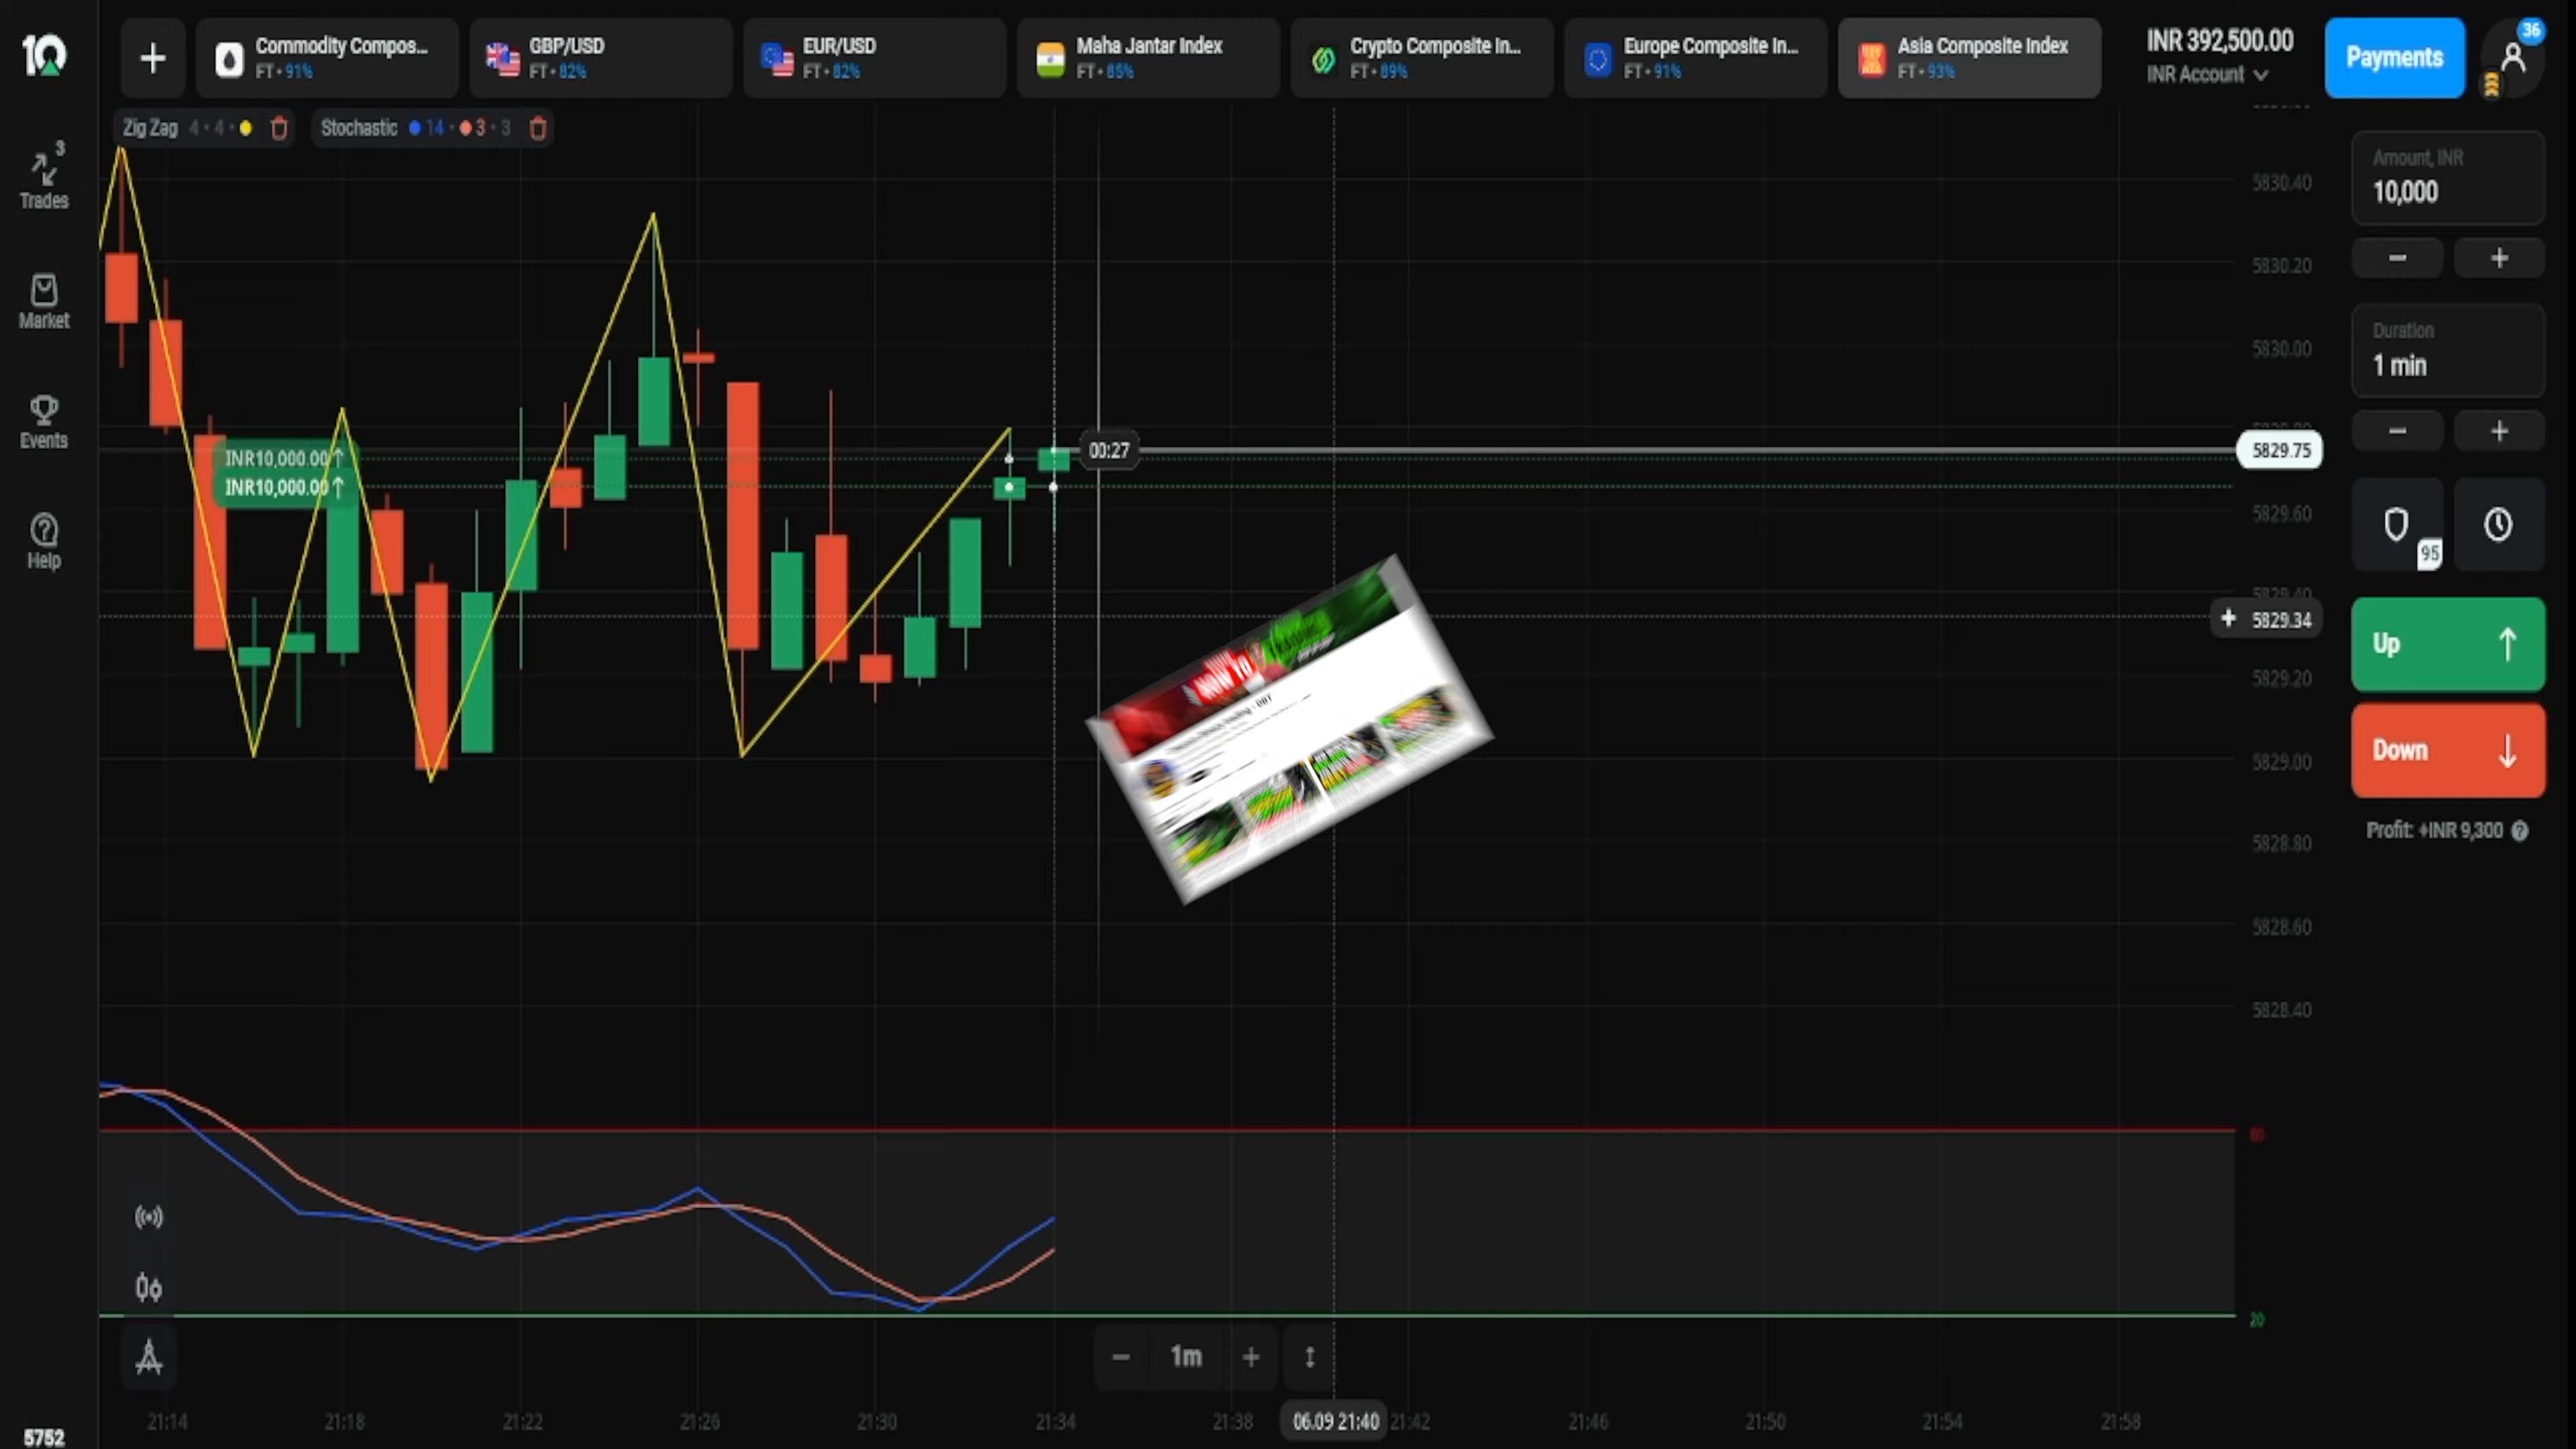 Commodity Compos...
FT • 91%
GBP/USD
FT • 82%
EUR/USD
FT • 82%
Maha Jantar Index
FT • 85%
Crypto Composite In...
FT • 89%
Europe Composite In...
FT • 91%
Asia Composite Index
FT • 93%
INR 392,500.00
INR Account
Payments
36
Zig Zag 4 • 4 •
Stochastic 14 • 3 • 3
3
Trades
Market
Events
Help
INR10,000.00 ↑
INR10,000.00 ↑
00:27
5830.40
5830.20
5830.00
5829.75
5829.60
5829.34
5829.20
5829.00
5828.80
5828.60
5828.40
Amount, INR
10,000
− +
Duration
1 min
− +
95
Up ↑
Down ↓
Profit: +INR 9,300
80
20
− 1m +
21:14 21:18 21:22 21:26 21:30 21:34 21:38 06.09 21:40 21:42 21:46 21:50 21:54 21:58
5752